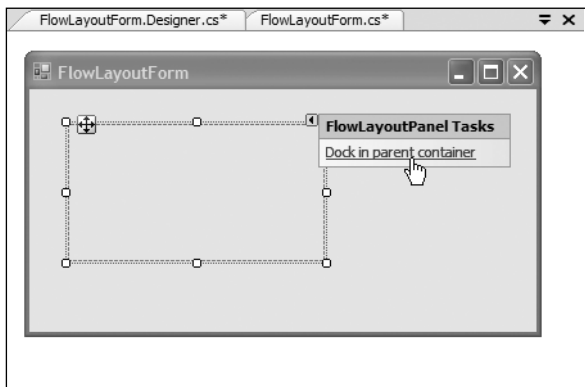 FlowLayoutForm.Designer.cs* FlowLayoutForm.cs*
FlowLayoutForm
FlowLayoutPanel Tasks
Dock in parent container